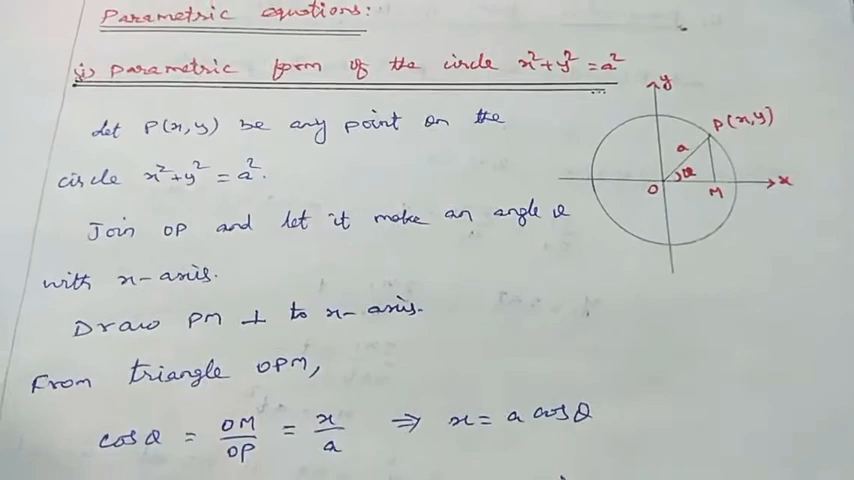 Parametric equations:
(i) Parametric form of the circle x² + y² = a²
Let P(x,y) be any point on the
circle x² + y² = a².
Join OP and let it make an angle θ
with x-axis.
Draw PM ⊥ to x-axis.
From triangle OPM,
cosθ = OM/OP = x/a ⇒ x = a cosθ
y
P(x,y)
a
θ
O
M
x